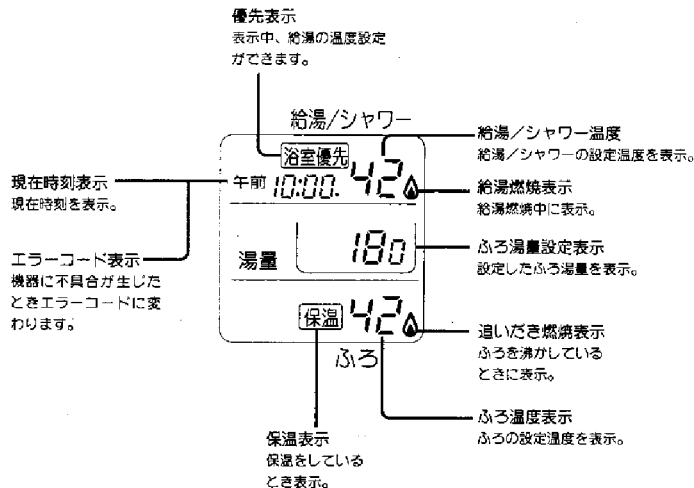 優先表示
表示中、給湯の温度設定
ができます。
給湯/シャワー
浴室優先
42
午前 10:00.
湯量
180
保温
42
ふろ
現在時刻表示
現在時刻を表示。
エラーコード表示
機器に不具合が生じた
ときエラーコードに変
わります。
給湯/シャワー温度
給湯/シャワーの設定温度を表示。
給湯燃焼表示
給湯燃焼中に表示。
ふろ湯量設定表示
設定したふろ湯量を表示。
追いだき燃焼表示
ふろを沸かしている
ときに表示。
ふろ温度表示
ふろの設定温度を表示。
保温表示
保温をしている
とき表示。